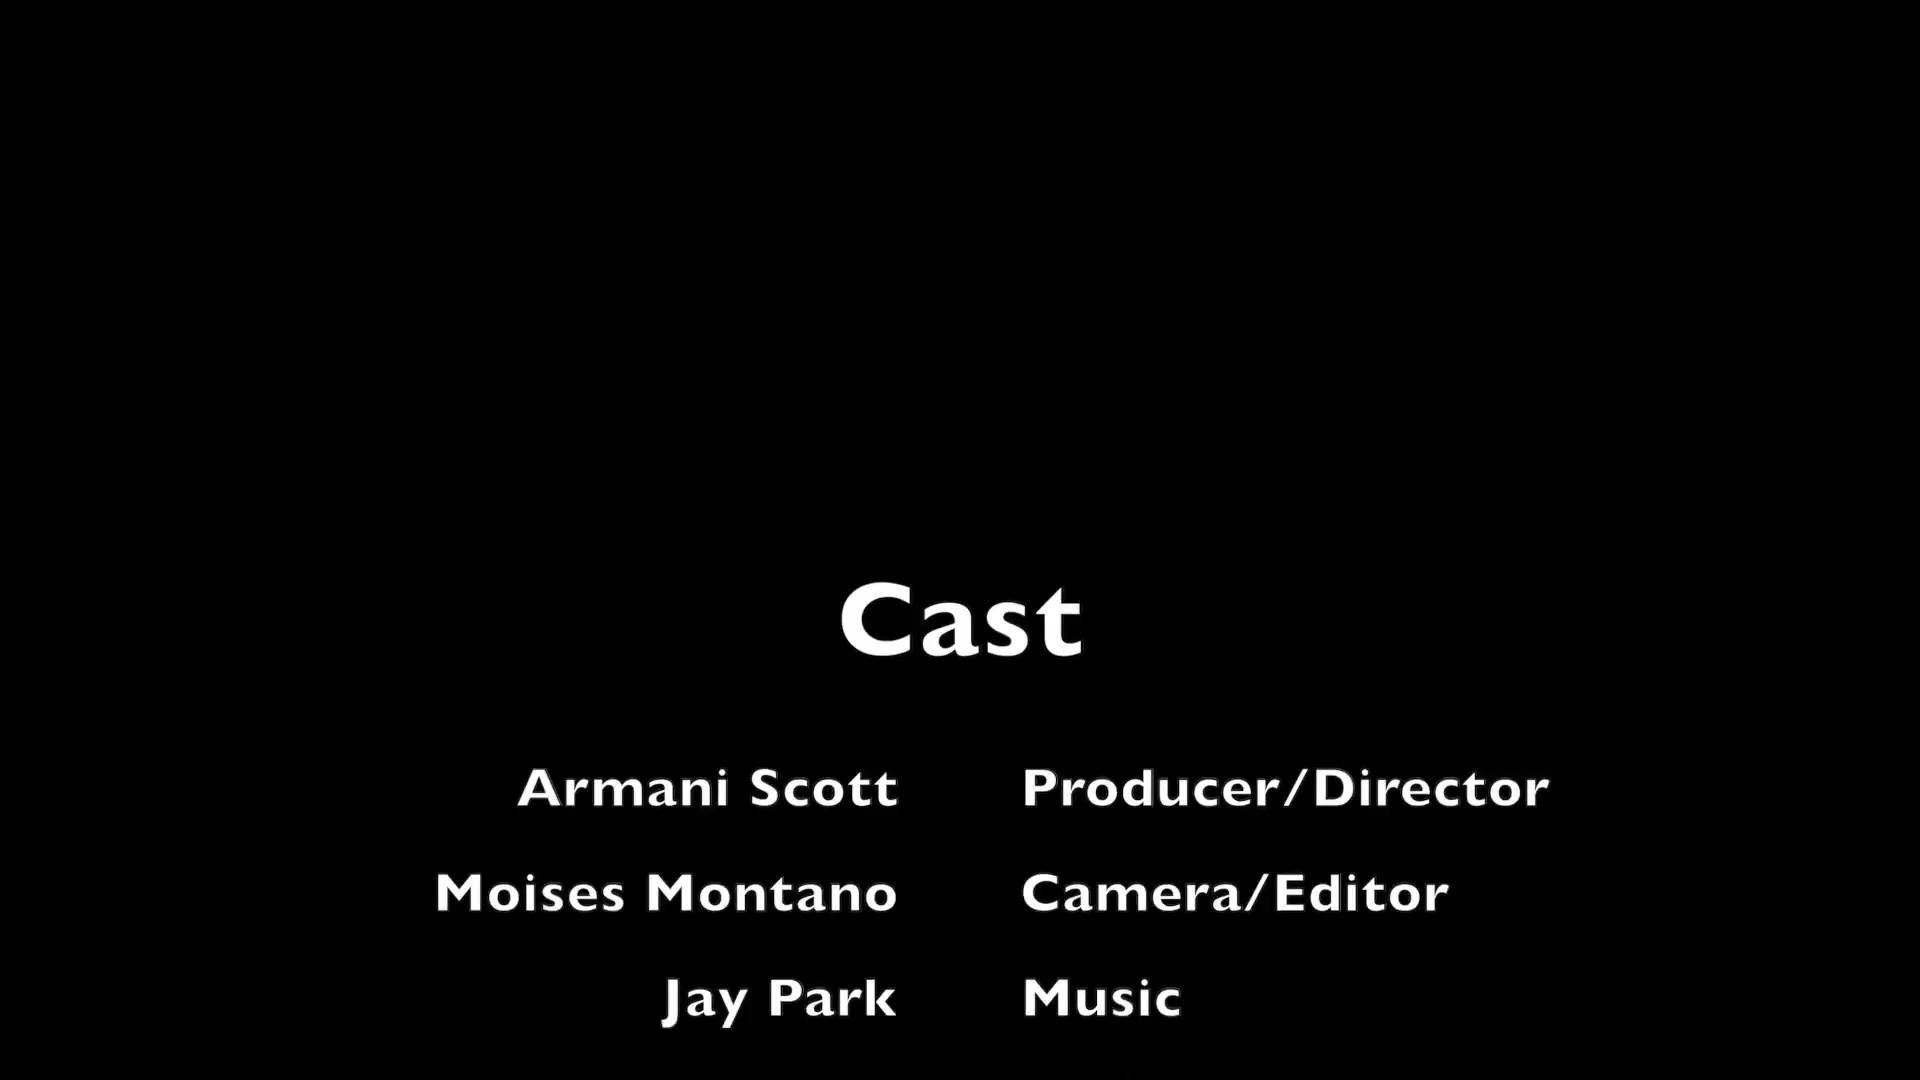 Cast
Armani Scott Producer/Director
Moises Montano Camera/Editor
Jay Park Music